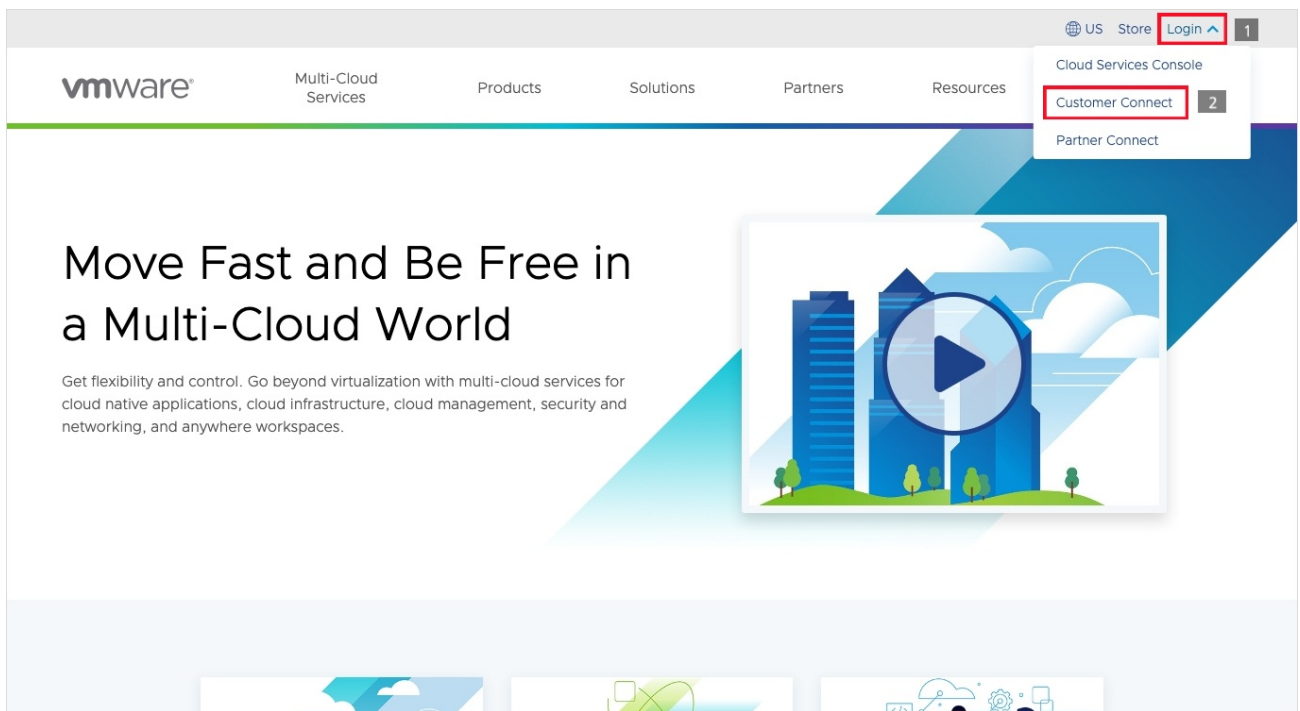 US Store Login 1
vmware®
Multi-Cloud
Services
Products
Solutions
Partners
Resources
Cloud Services Console
Customer Connect 2
Partner Connect
Move Fast and Be Free in
a Multi-Cloud World
Get flexibility and control. Go beyond virtualization with multi-cloud services for
cloud native applications, cloud infrastructure, cloud management, security and
networking, and anywhere workspaces.